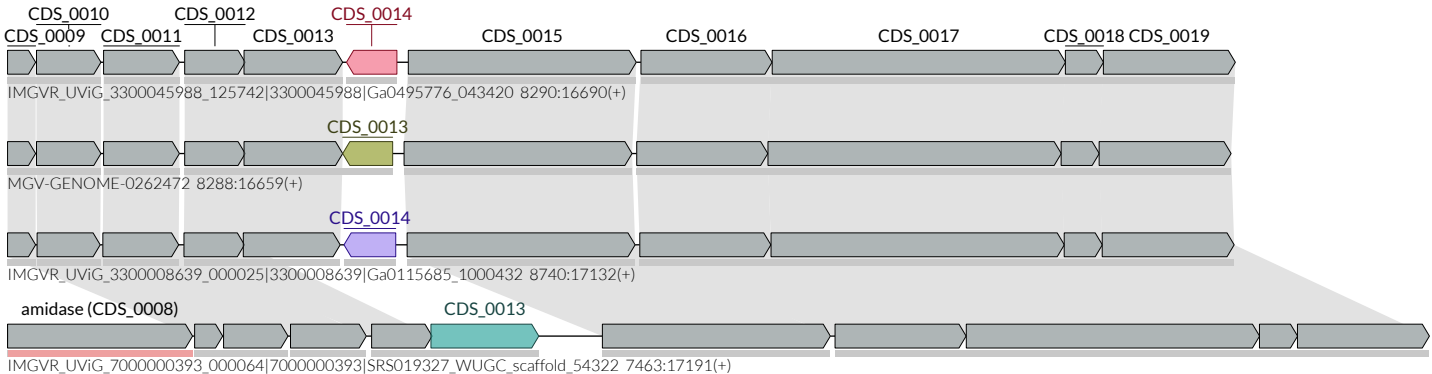 CDS_0010 CDS_0012 CDS_0014
CDS_0009 CDS_0011 CDS_0013 CDS_0015 CDS_0016 CDS_0017 CDS_0018 CDS_0019
IMGVR_UViG_3300045988_125742|3300045988|Ga0495776_043420 8290:16690(+)
CDS_0013
MGV-GENOME-0262472 8288:16659(+)
CDS_0014
IMGVR_UViG_3300008639_000025|3300008639|Ga0115685_1000432 8740:17132(+)
amidase (CDS_0008) CDS_0013
IMGVR_UViG_7000000393_000064|7000000393|SRS019327_WUGC_scaffold_54322 7463:17191(+)